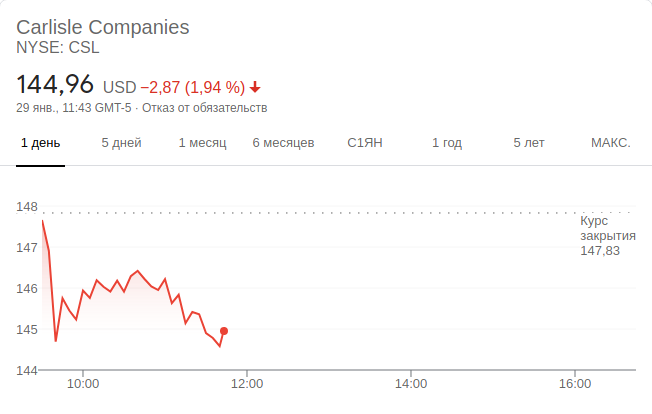 Carlisle Companies
NYSE: CSL
144,96 USD −2,87 (1,94 %)
29 янв., 11:43 GMT-5 · Отказ от обязательств
1 день 5 дней 1 месяц 6 месяцев С1ЯН 1 год 5 лет МАКС.
148
Курс
закрытия
147,83
147
146
145
144
10:00 12:00 14:00 16:00